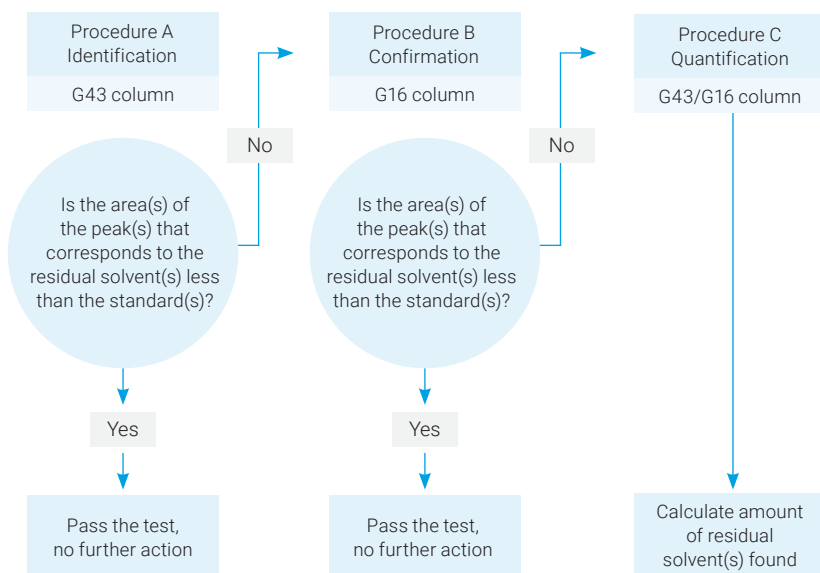 Procedure A
Identification
G43 column
No
Is the area(s) of
the peak(s) that
corresponds to the
residual solvent(s) less
than the standard(s)?
Yes
Pass the test,
no further action
Procedure B
Confirmation
G16 column
No
Is the area(s) of
the peak(s) that
corresponds to the
residual solvent(s) less
than the standard(s)?
Yes
Pass the test,
no further action
Procedure C
Quantification
G43/G16 column
Calculate amount
of residual
solvent(s) found